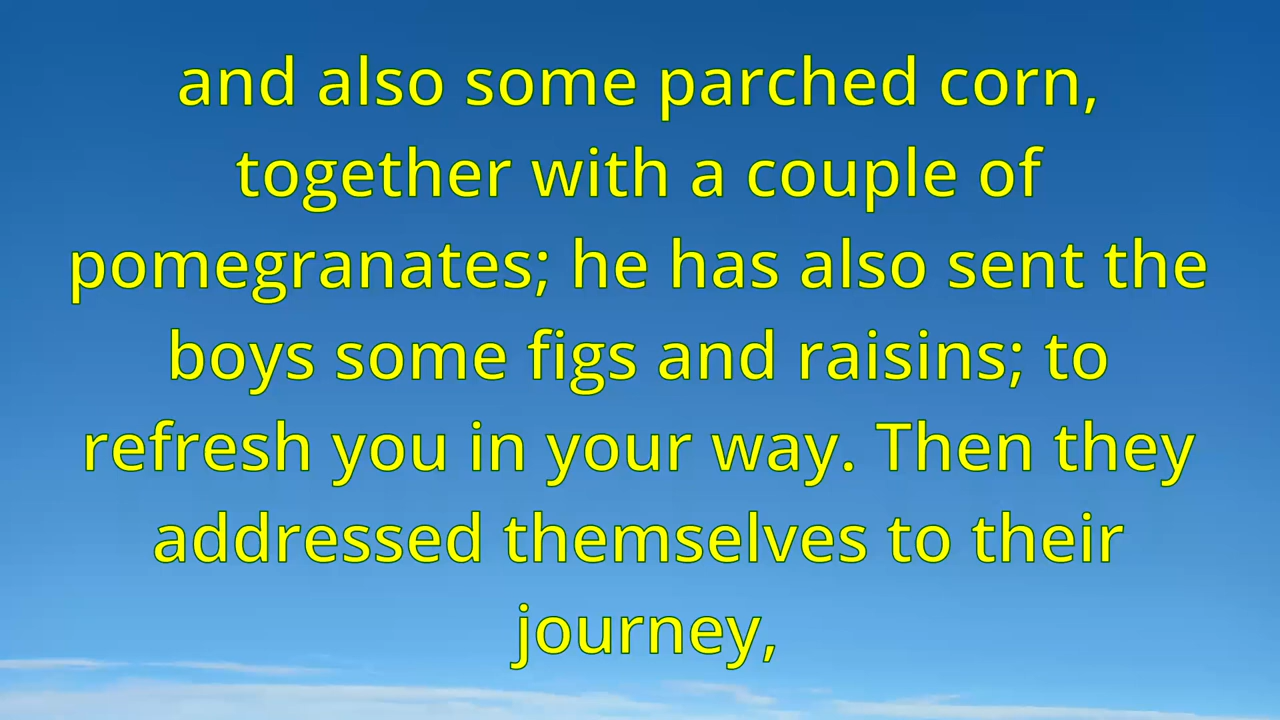 and also some parched corn,
together with a couple of
pomegranates; he has also sent the
boys some figs and raisins; to
refresh you in your way. Then they
addressed themselves to their
journey,